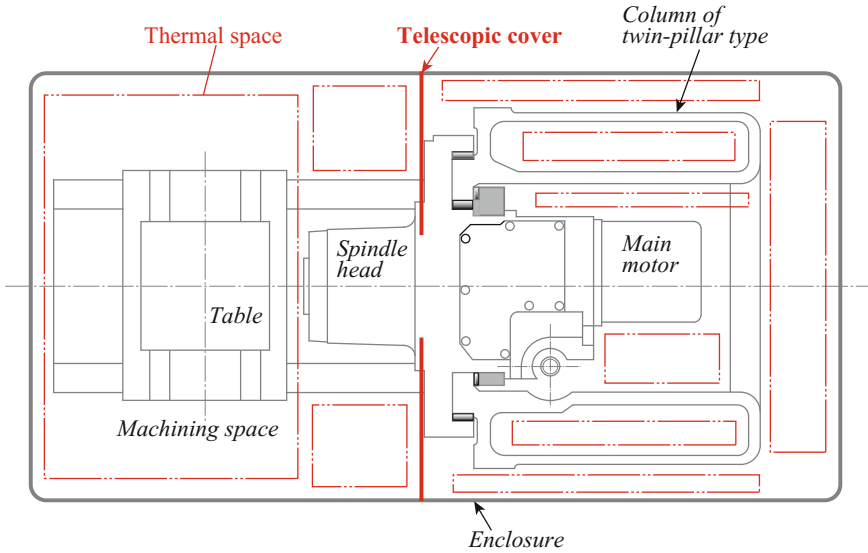 Column of
twin-pillar type
Thermal space
Telescopic cover
Spindle
head
Main
motor
Table
Machining space
Enclosure